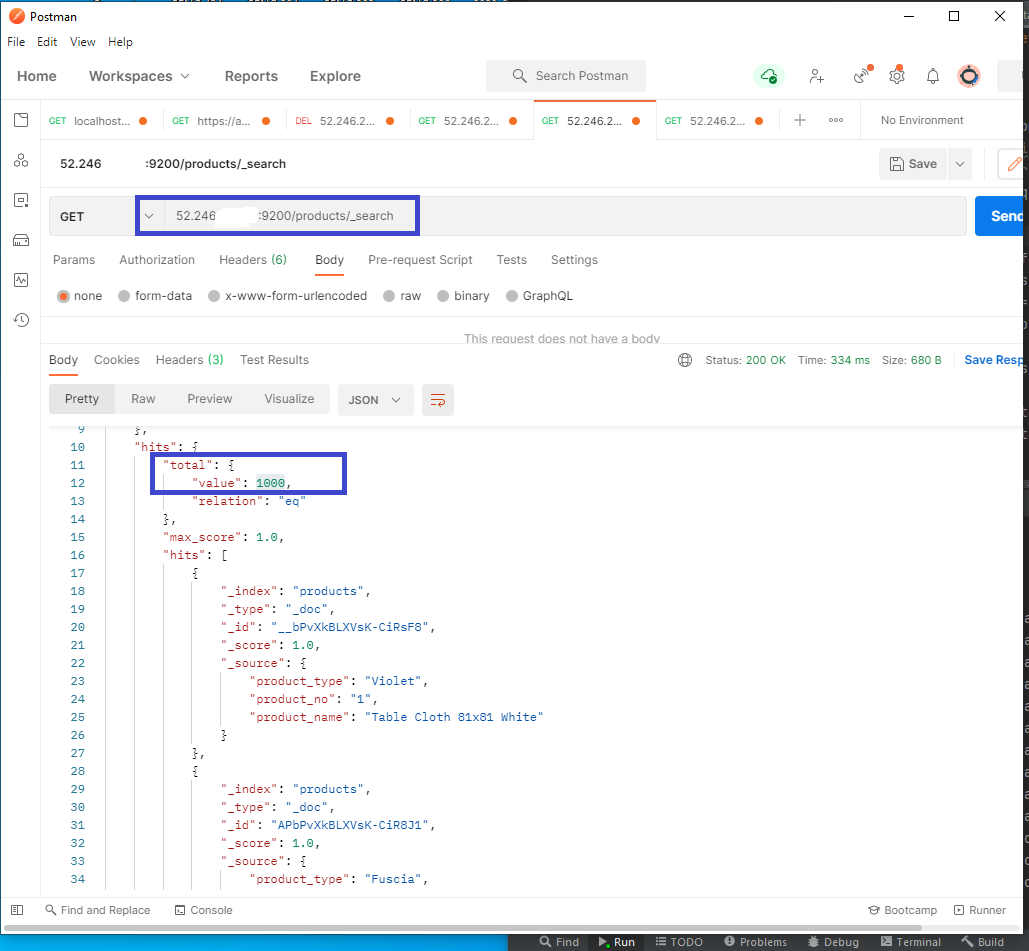 Postman
File Edit View Help
Home Workspaces Reports Explore Search Postman
GET localhost... GET https://a... DEL 52.246.2... GET 52.246.2... GET 52.246.2... GET 52.246.2... No Environment
52.246 :9200/products/_search Save
GET 52.246 :9200/products/_search Send
Params Authorization Headers (6) Body Pre-request Script Tests Settings
none form-data x-www-form-urlencoded raw binary GraphQL
This request does not have a body
Body Cookies Headers (3) Test Results Status: 200 OK Time: 334 ms Size: 680 B Save Resp
Pretty Raw Preview Visualize JSON
9 },
10 "hits": {
11 "total": {
12 "value": 1000,
13 "relation": "eq"
14 },
15 "max_score": 1.0,
16 "hits": [
17 {
18 "_index": "products",
19 "_type": "_doc",
20 "_id": "__bPvXkBLXVsK-CiRsF8",
21 "_score": 1.0,
22 "_source": {
23 "product_type": "Violet",
24 "product_no": "1",
25 "product_name": "Table Cloth 81x81 White"
26 }
27 },
28 {
29 "_index": "products",
30 "_type": "_doc",
31 "_id": "APbPvXkBLXVsK-CiR8J1",
32 "_score": 1.0,
33 "_source": {
34 "product_type": "Fuscia",
Find and Replace Console Bootcamp Runner
Find Run TODO Problems Debug Terminal Build